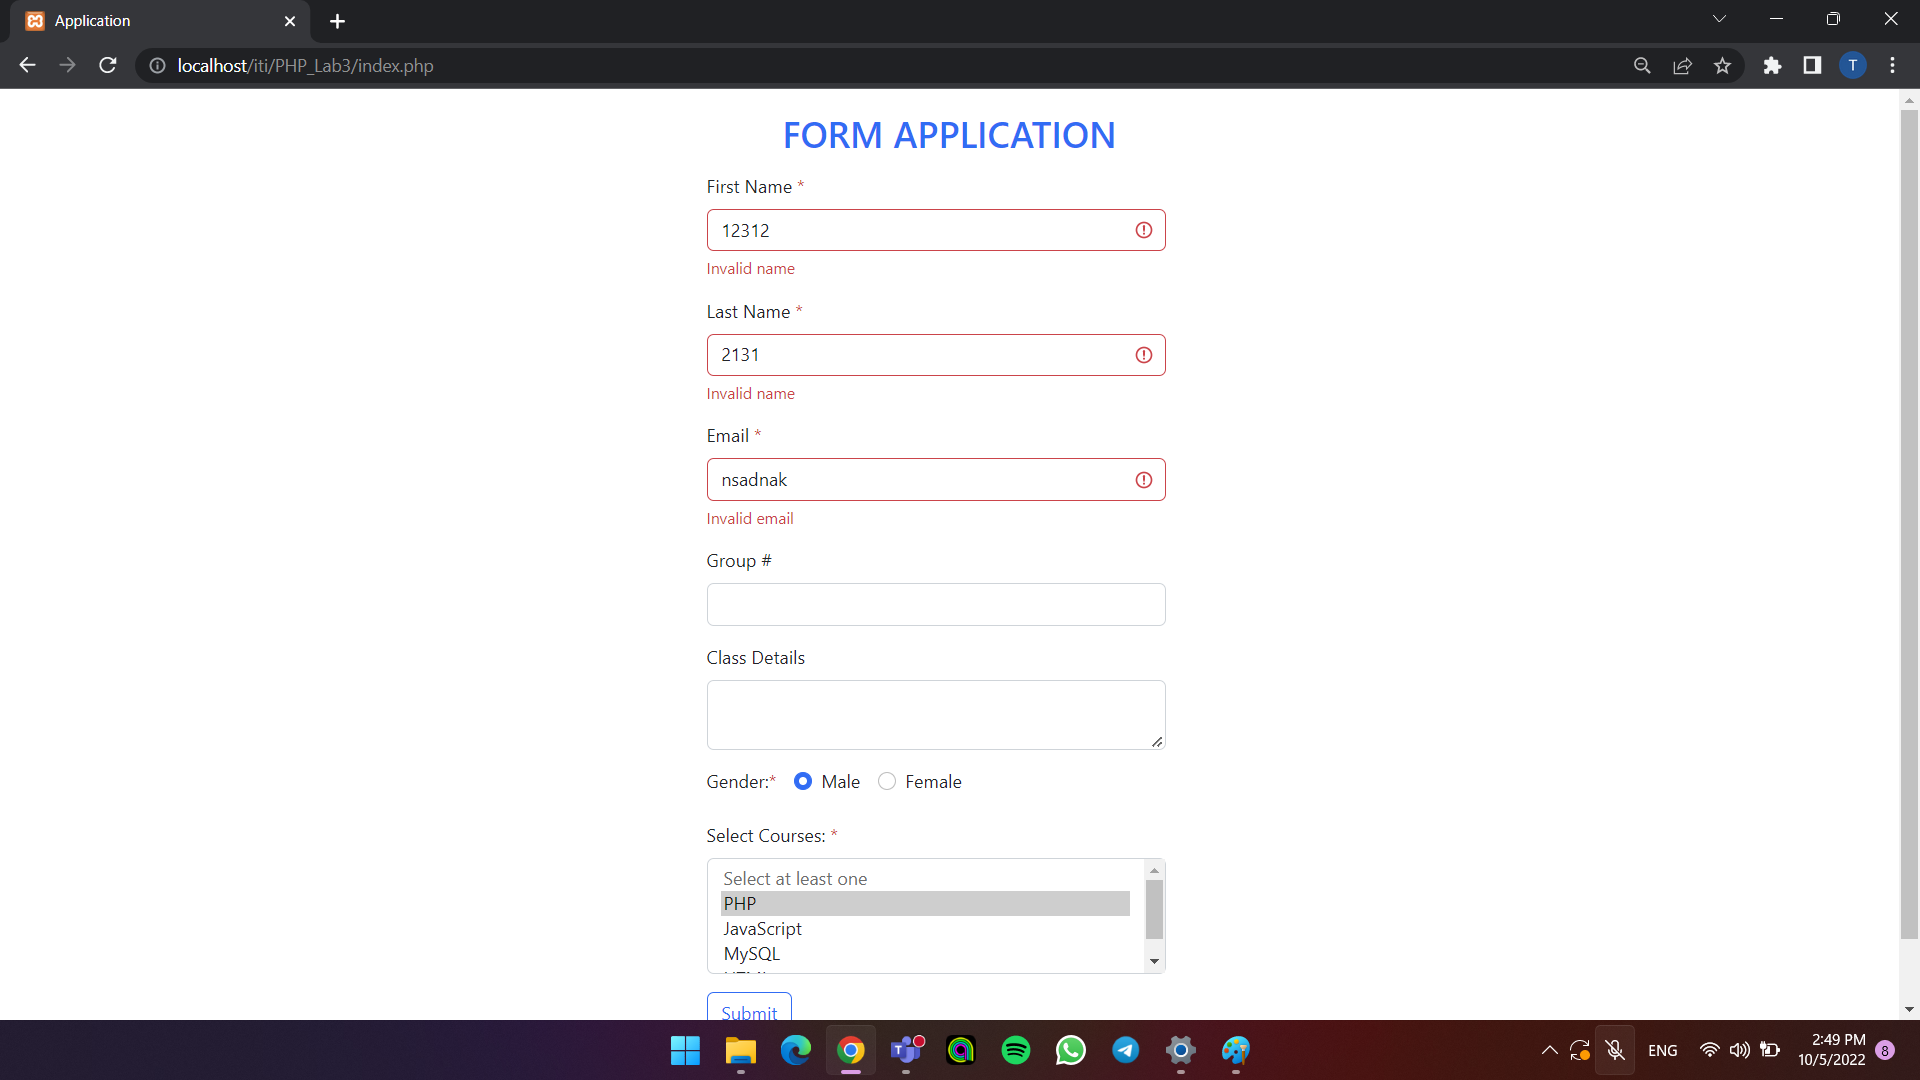 Application
localhost/iti/PHP_Lab3/index.php
T
FORM APPLICATION
First Name *
12312
Invalid name
Last Name *
2131
Invalid name
Email *
nsadnak
Invalid email
Group #
Class Details
Gender:* Male Female
Select Courses: *
Select at least one
PHP
JavaScript
MySQL
Submit
ENG
2:49 PM
10/5/2022
8